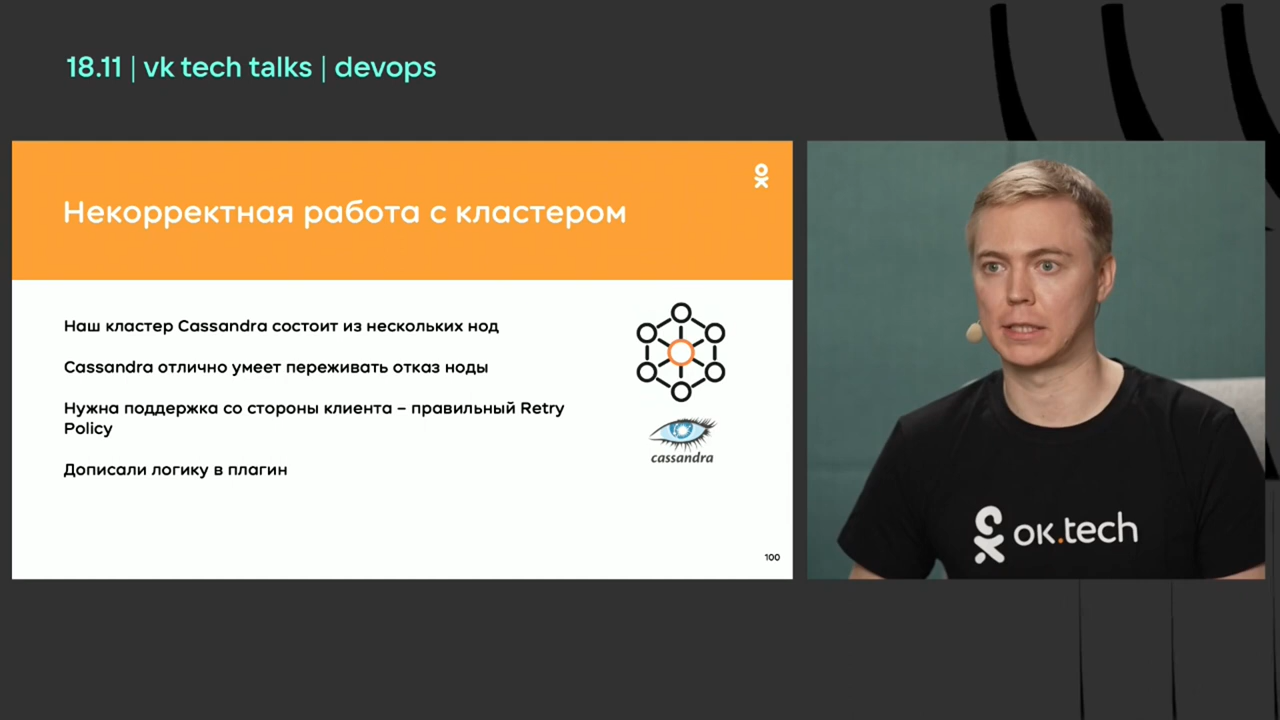 18.11 | vk tech talks | devops
Некорректная работа с кластером
Наш кластер Cassandra состоит из нескольких нод
Cassandra отлично умеет переживать отказ ноды
Нужна поддержка со стороны клиента – правильный Retry
Policy
Дописали логику в плагин
cassandra
100
ok.tech